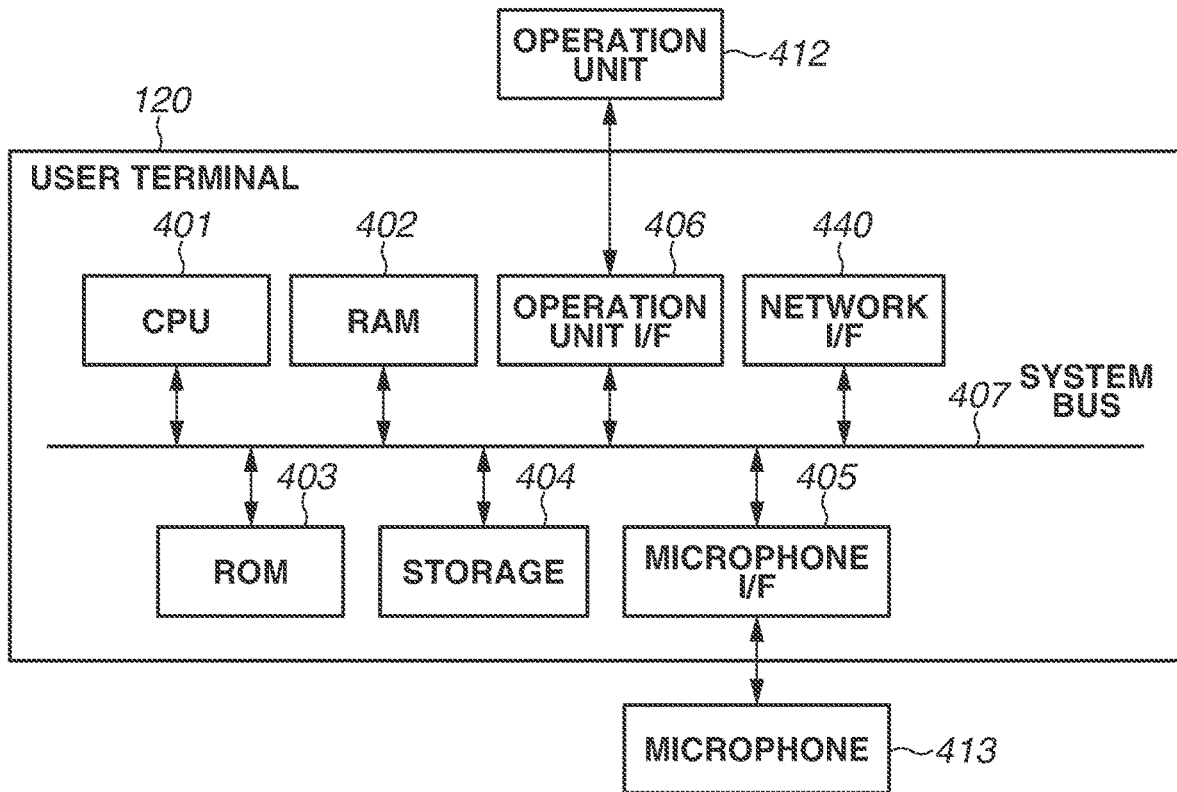 OPERATION
UNIT
412
120
USER TERMINAL
401
402
406
440
CPU
RAM
OPERATION
UNIT I/F
NETWORK
I/F
SYSTEM
BUS
407
403
404
405
ROM
STORAGE
MICROPHONE
I/F
MICROPHONE
413